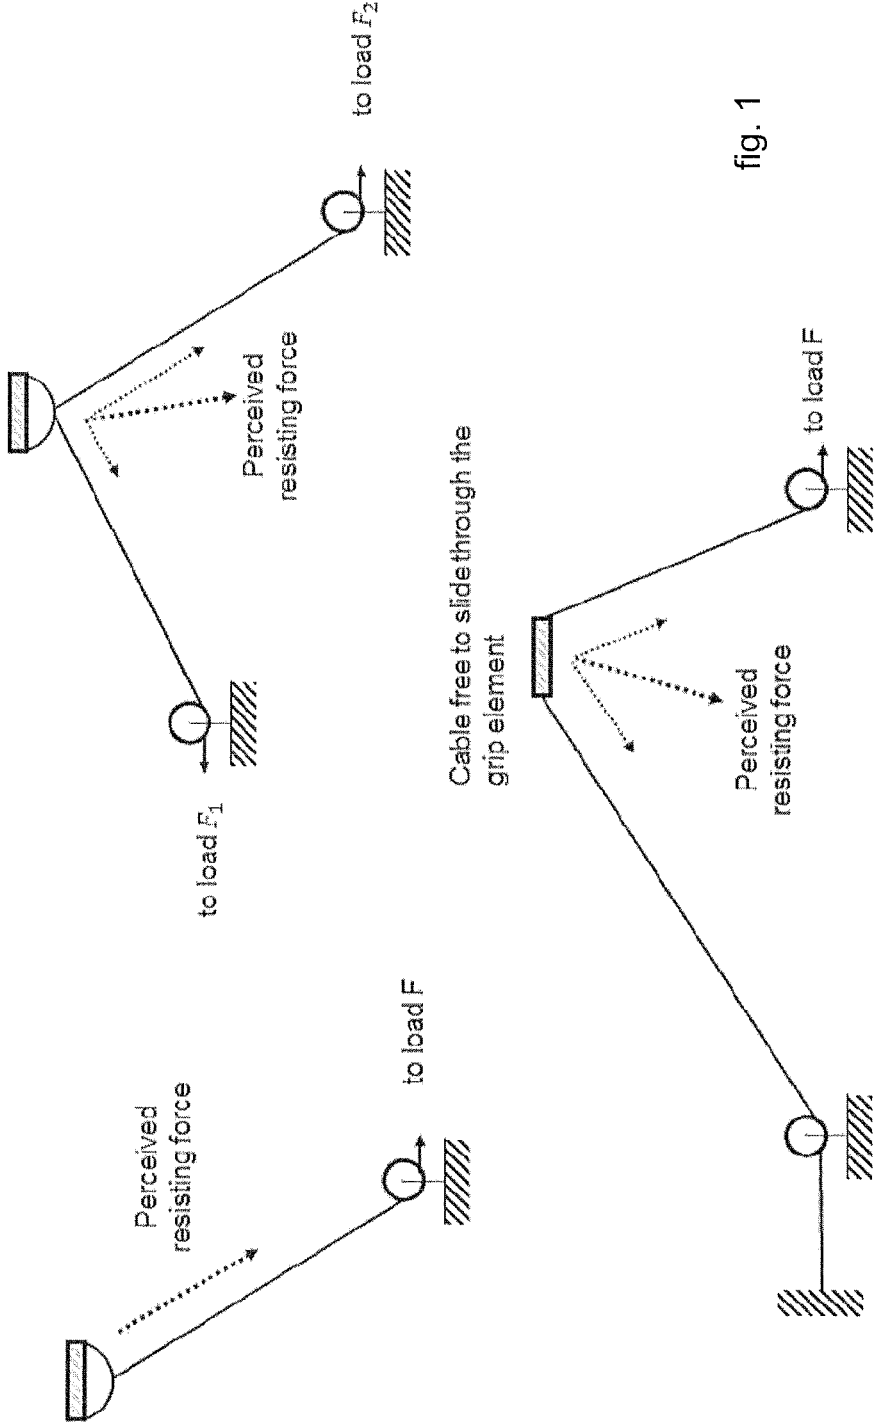 Perceived
resisting force
to load F
to load F₁
Perceived
resisting force
to load F₂
Cable free to slide through the
grip element
Perceived
resisting force
to load F
fig. 1